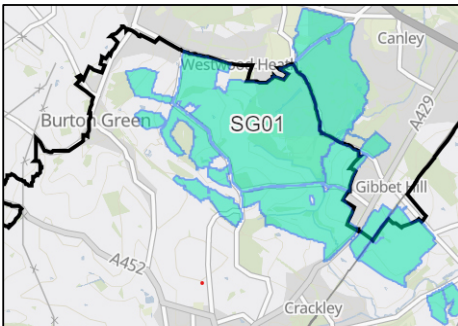 Canley
Westwood Heath
A429
Burton Green
SG01
Gibbet Hill
A452
Crackley